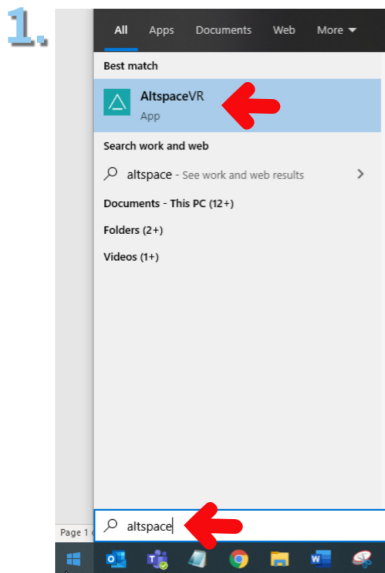 1.
All Apps Documents Web More
Best match
AltspaceVR
App
Search work and web
altspace - See work and web results
Documents - This PC (12+)
Folders (2+)
Videos (1+)
altspace
Page 1